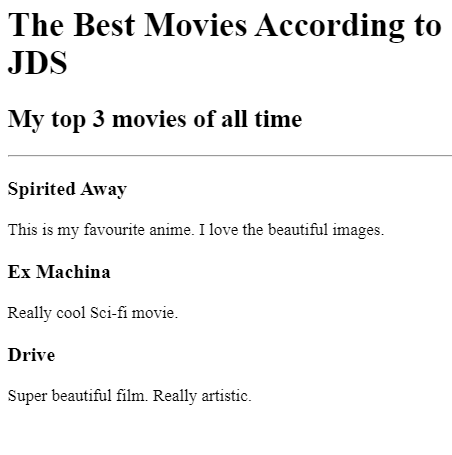 The Best Movies According to
JDS
My top 3 movies of all time
Spirited Away
This is my favourite anime. I love the beautiful images.
Ex Machina
Really cool Sci-fi movie.
Drive
Super beautiful film. Really artistic.